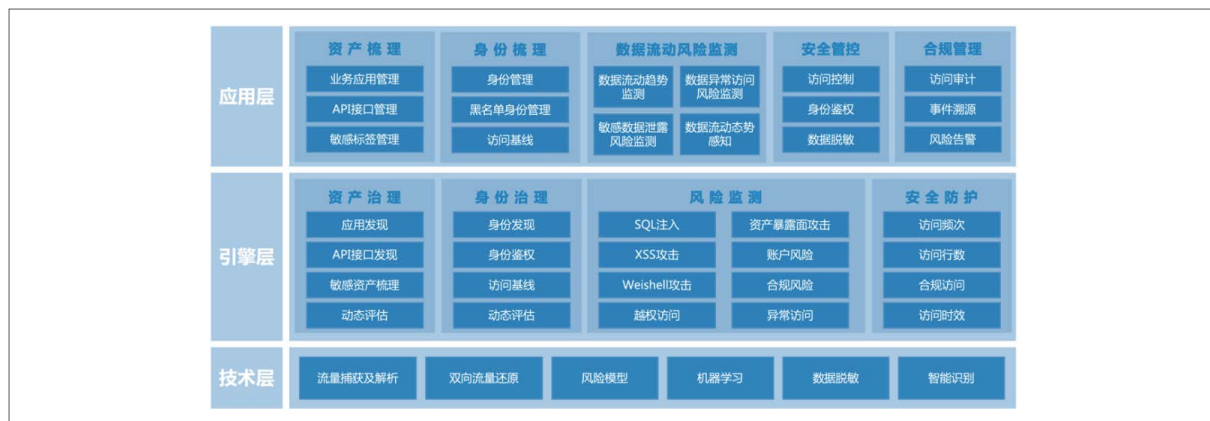 应用层
资产梳理
业务应用管理
API接口管理
敏感标签管理
身份梳理
身份管理
黑名单身份管理
访问基线
数据流动风险监测
数据流动趋势
监测
数据异常访问
风险监测
敏感数据泄露
风险监测
数据流动态势
感知
安全管控
访问控制
身份鉴权
数据脱敏
合规管理
访问审计
事件溯源
风险告警
引擎层
资产治理
应用发现
API接口发现
敏感资产梳理
动态评估
身份治理
身份发现
身份鉴权
访问基线
动态评估
风险监测
SQL注入
XSS攻击
Weishell攻击
越权访问
资产暴露面攻击
账户风险
合规风险
异常访问
安全防护
访问频次
访问行数
合规访问
访问时效
技术层
流量捕获及解析
双向流量还原
风险模型
机器学习
数据脱敏
智能识别